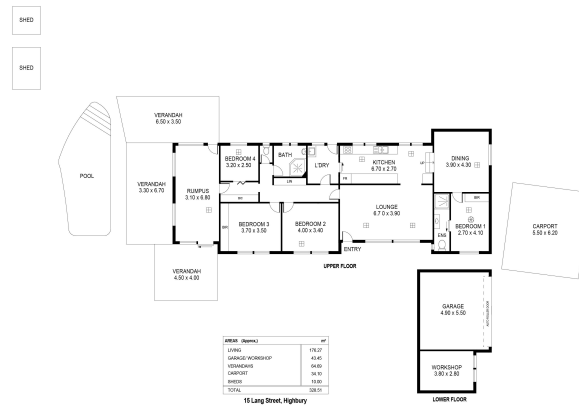 SHED
SHED
VERANDAH
6.50 x 3.50
POOL
VERANDAH
3.30 x 6.70
RUMPUS
3.10 x 6.80
BEDROOM 4
3.20 x 2.50
BATH
L'DRY
KITCHEN
6.70 x 2.70
DINING
3.90 x 4.30
BEDROOM 3
3.70 x 3.50
BEDROOM 2
4.00 x 3.40
LOUNGE
6.70 x 3.90
ENS
BEDROOM 1
2.70 x 4.10
CARPORT
5.50 x 6.20
VERANDAH
4.50 x 4.00
ENTRY
UPPER FLOOR
GARAGE
4.90 x 5.50
WORKSHOP
3.80 x 2.80
LOWER FLOOR
AREAS (Approx.) m²
LIVING 176.27
GARAGE/ WORKSHOP 43.45
VERANDAHS 64.69
CARPORT 34.10
SHEDS 10.00
TOTAL 328.51
15 Lang Street, Highbury